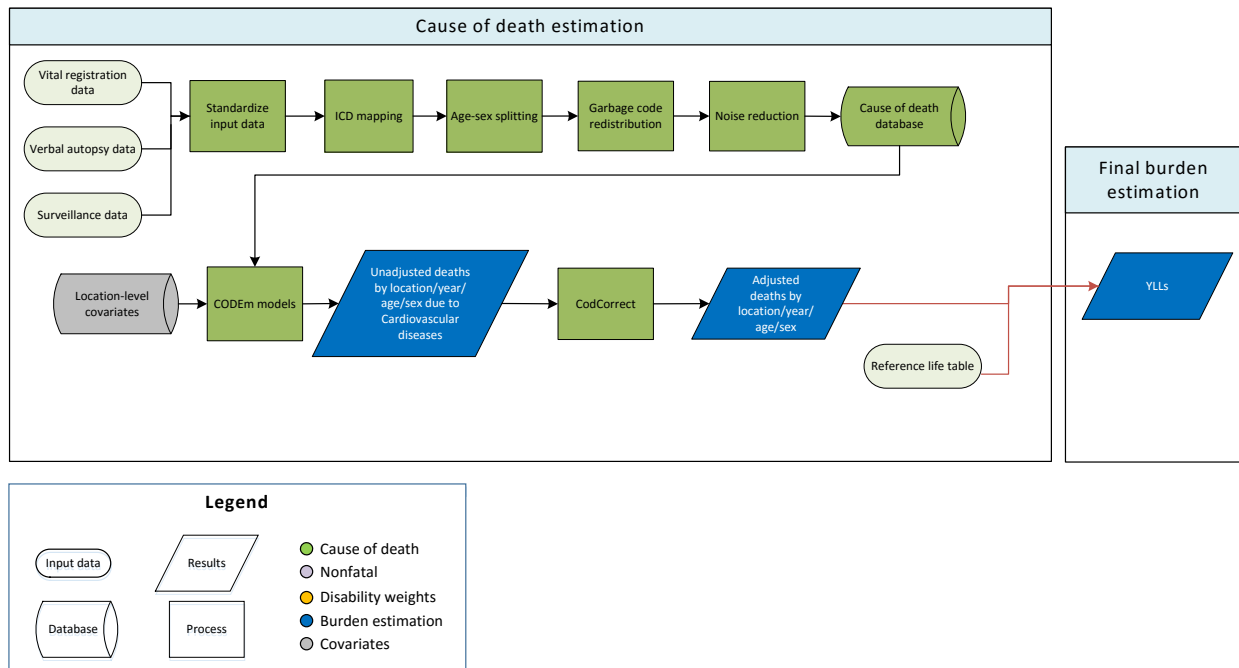 Cause of death estimation
Vital registration
data
Verbal autopsy data
Surveillance data
Standardize
input data
ICD mapping
Age-sex splitting
Garbage code
redistribution
Noise reduction
Cause of death
database
Final burden
estimation
Location-level
covariates
CODEm models
Unadjusted deaths
by location/year/
age/sex due to
Cardiovascular
diseases
CodCorrect
Adjusted
deaths by
location/year/
age/sex
YLLs
Reference life table
Legend
Input data
Results
Database
Process
Cause of death
Nonfatal
Disability weights
Burden estimation
Covariates